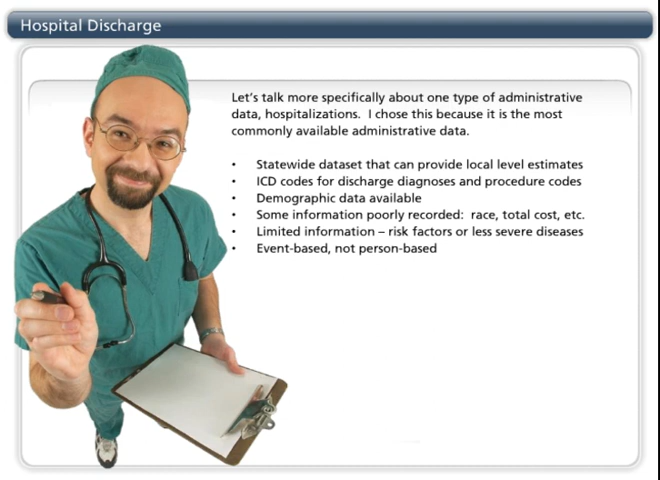 Hospital Discharge
Let's talk more specifically about one type of administrative
data, hospitalizations.  I chose this because it is the most
commonly available administrative data.
• Statewide dataset that can provide local level estimates
• ICD codes for discharge diagnoses and procedure codes
• Demographic data available
• Some information poorly recorded:  race, total cost, etc.
• Limited information – risk factors or less severe diseases
• Event-based, not person-based